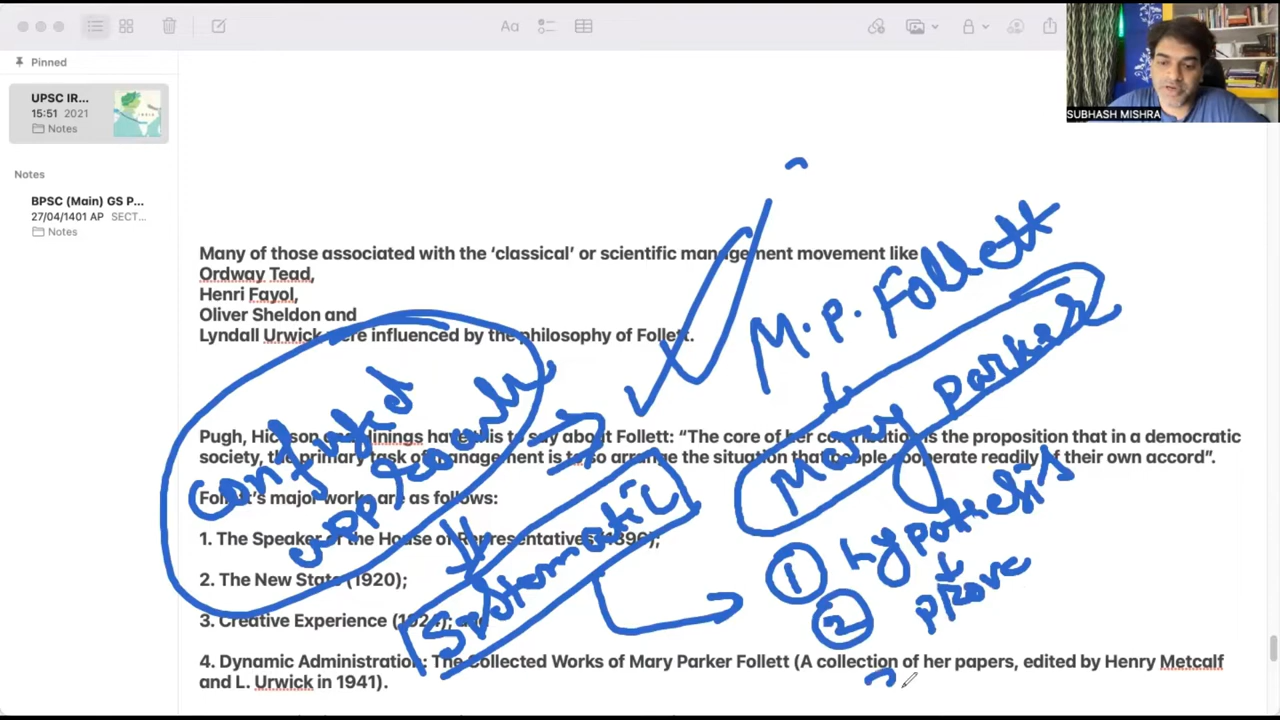 Pinned
UPSC IR...
15:51 2021
Notes
Notes
BPSC (Main) GS P...
27/04/1401 AP SECT...
Notes
SUBHASH MISHRA
Many of those associated with the ‘classical’ or scientific management movement like
Ordway Tead,
Henri Fayol,
Oliver Sheldon and
Lyndall Urwick were influenced by the philosophy of Follett.
Pugh, Hickson and Hinings have this to say about Follett: “The core of her contribution is the proposition that in a democratic
society, the primary task of management is to so arrange the situation that people cooperate readily of their own accord”.
Follett’s major works are as follows:
1. The Speaker of the House of Representatives (1896);
2. The New State (1920);
3. Creative Experience (1924); and
4. Dynamic Administration: The Collected Works of Mary Parker Follett (A collection of her papers, edited by Henry Metcalf
and L. Urwick in 1941).
M.P. Follett
Mary parker
confused
approach
Systematic
1 hypothesis
2 prove